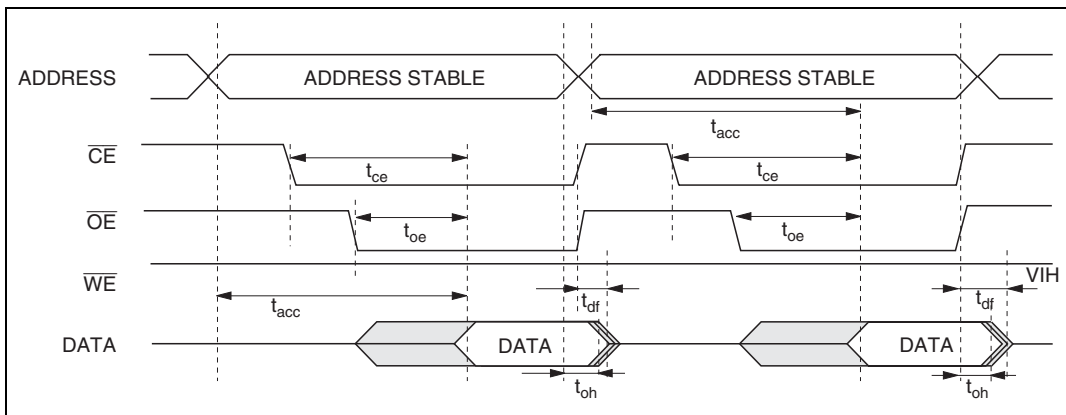 ADDRESS
ADDRESS STABLE
ADDRESS STABLE
tacc
CE
tce
tce
OE
toe
toe
WE
VIH
tacc
tdf
tdf
DATA
DATA
DATA
toh
toh